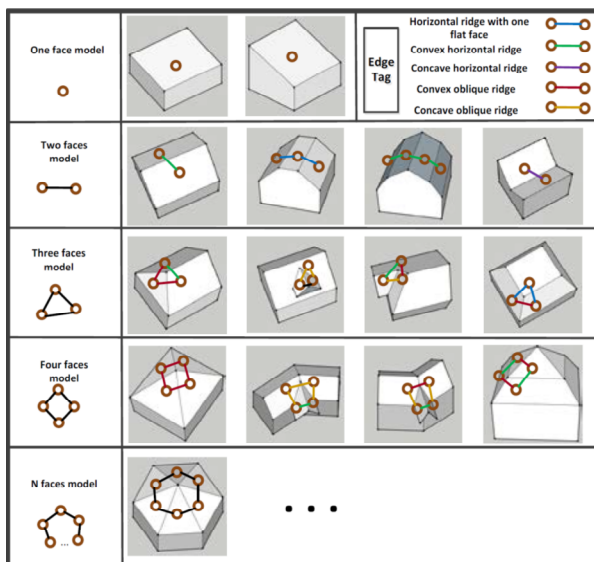 One face model
Edge
Tag
Horizontal ridge with one
flat face
Convex horizontal ridge
Concave horizontal ridge
Convex oblique ridge
Concave oblique ridge
Two faces
model
Three faces
model
Four faces
model
N faces model
...
. . .